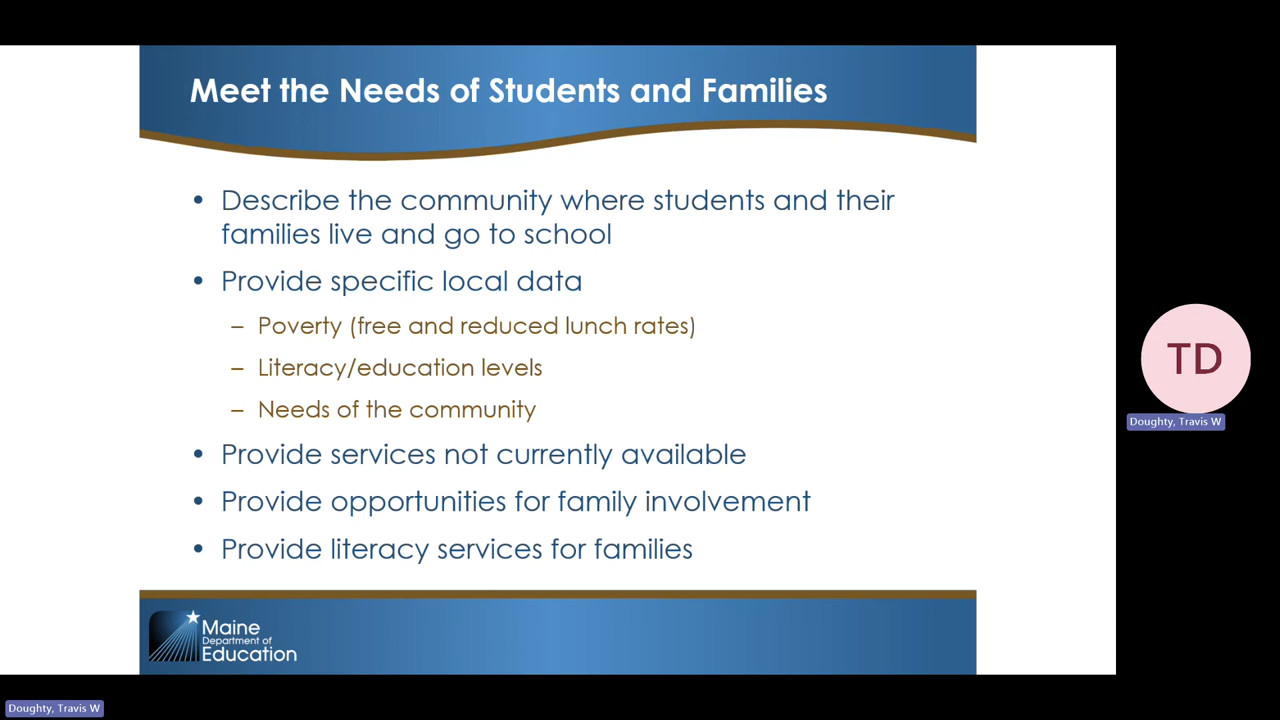 Meet the Needs of Students and Families
• Describe the community where students and their
families live and go to school
• Provide specific local data
– Poverty (free and reduced lunch rates)
– Literacy/education levels
– Needs of the community
• Provide services not currently available
• Provide opportunities for family involvement
• Provide literacy services for families
Maine
Department of
Education
TD
Doughty, Travis W
Doughty, Travis W